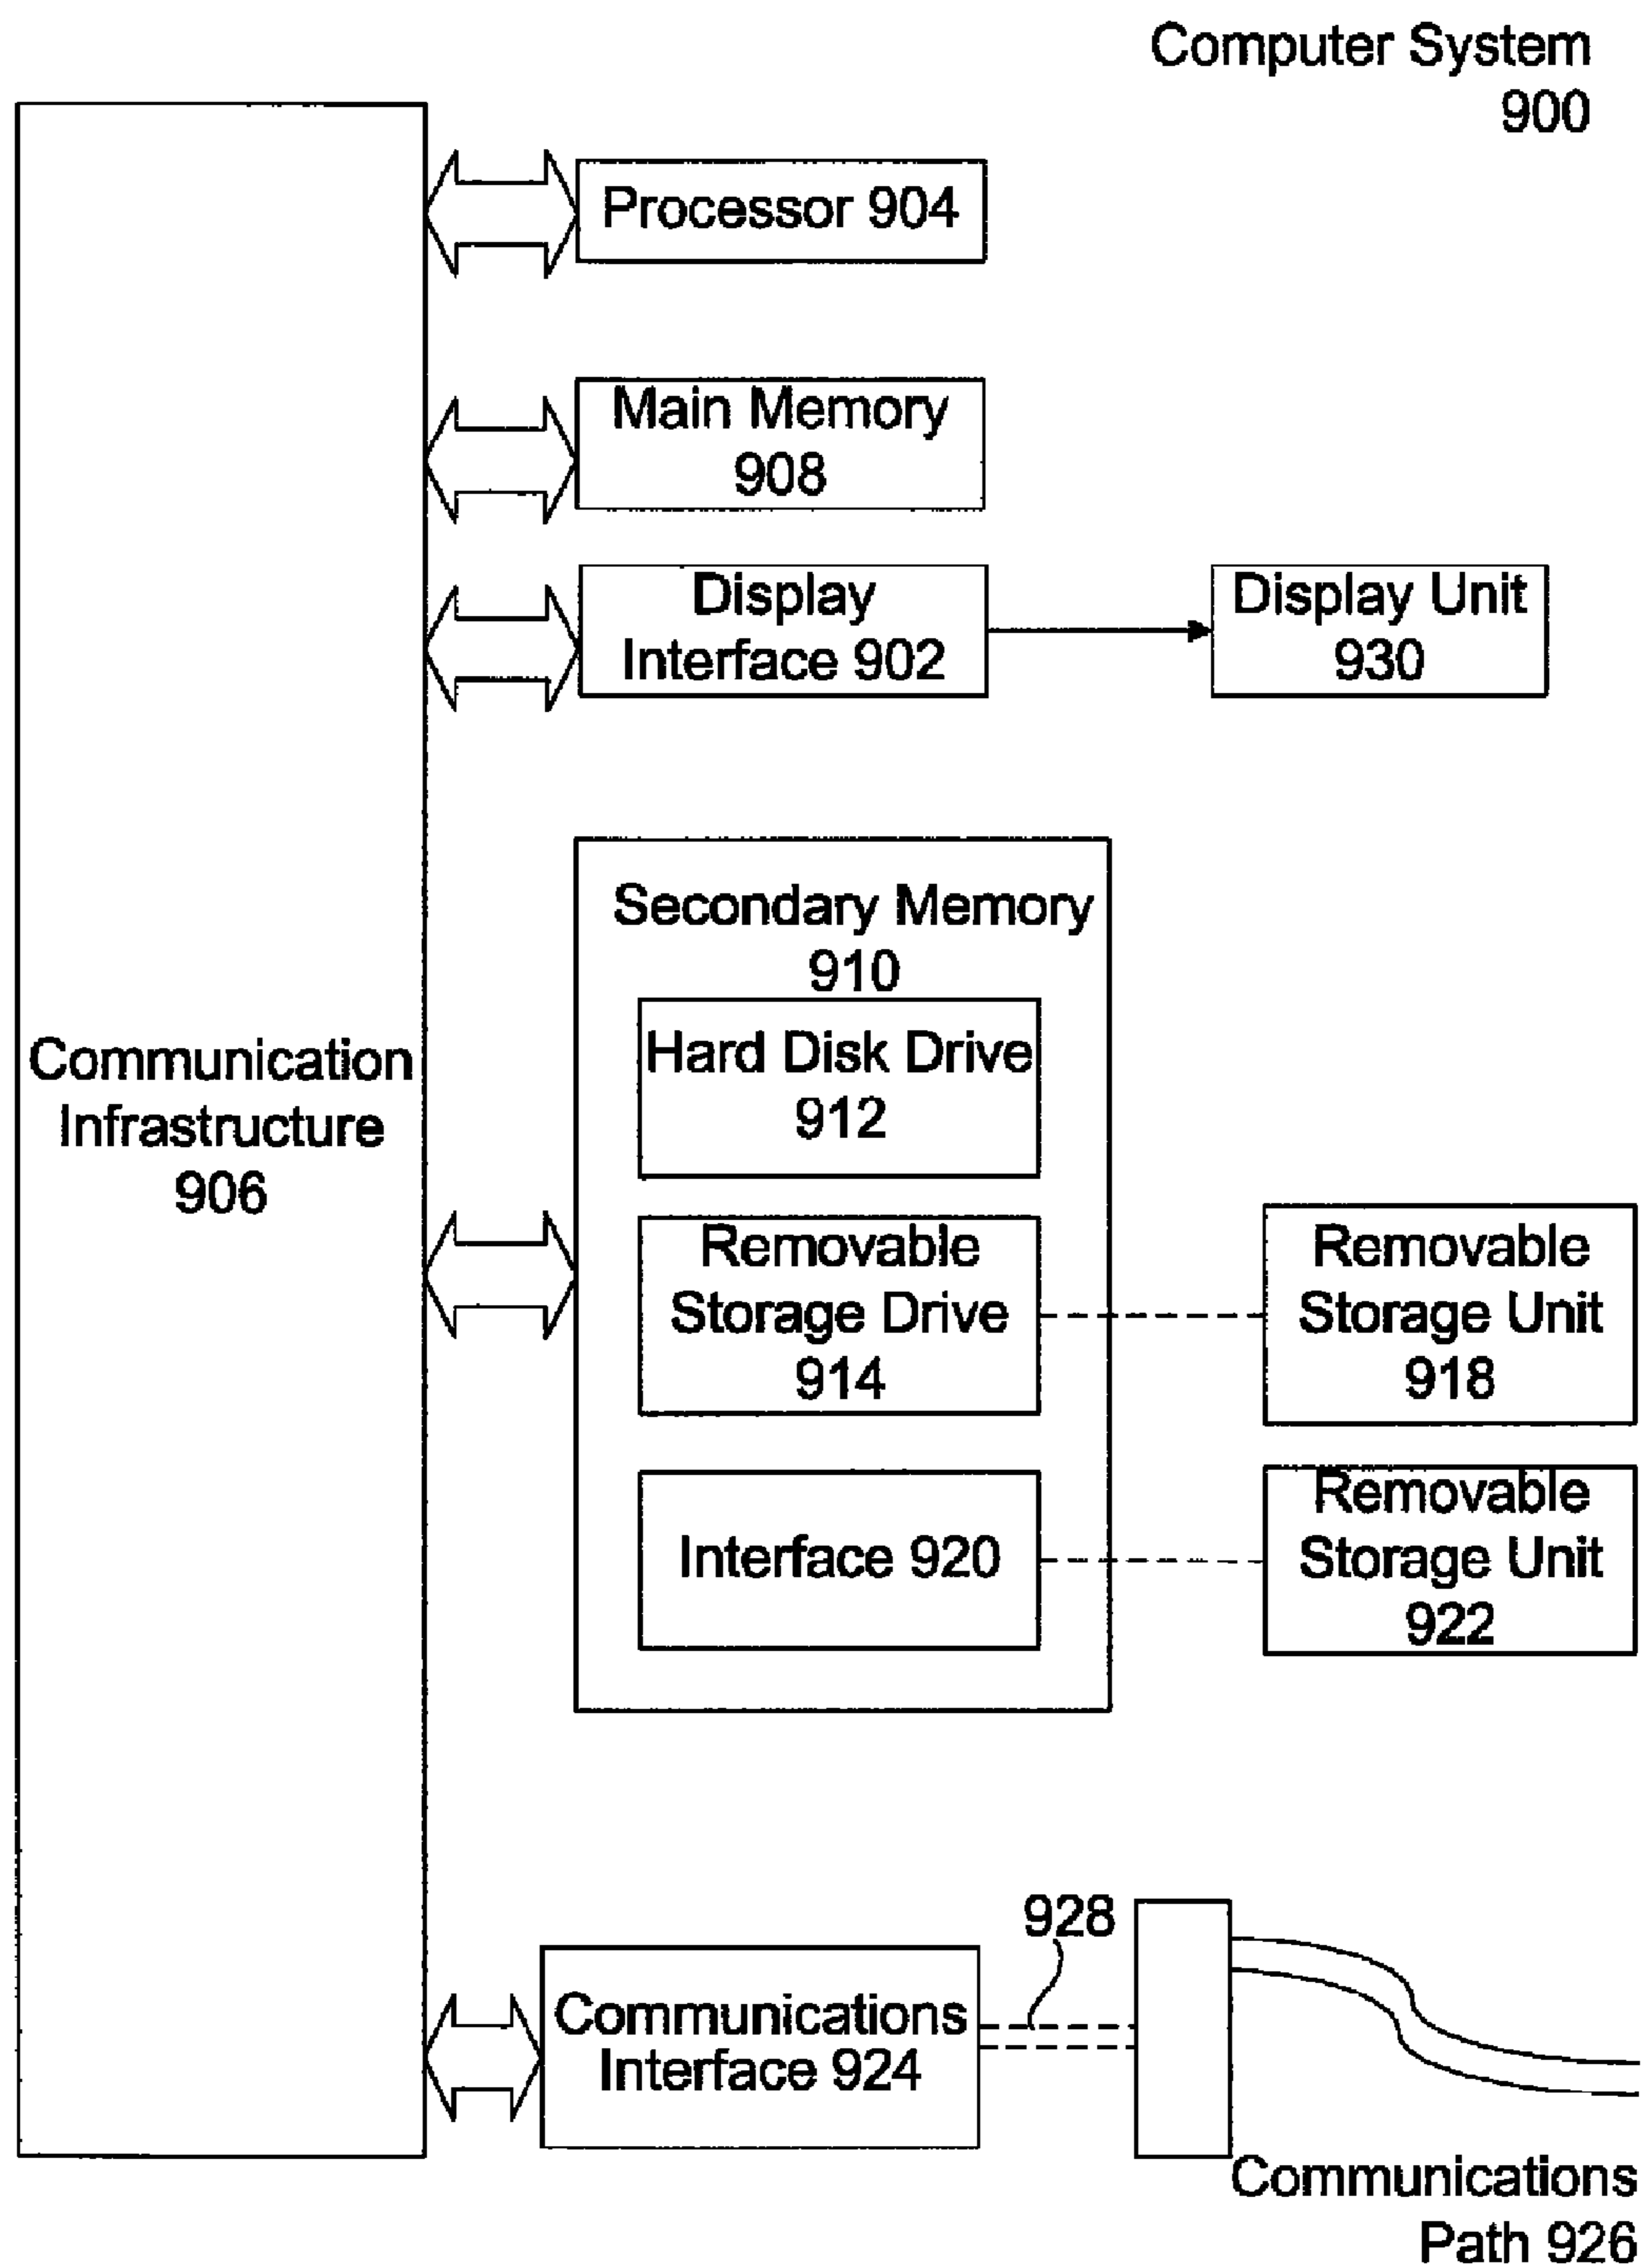 Computer System
900
Processor 904
Main Memory
908
Display
Interface 902
Display Unit
930
Secondary Memory
910
Hard Disk Drive
912
Communication
Infrastructure
906
Removable
Storage Drive
914
Removable
Storage Unit
918
Interface 920
Removable
Storage Unit
922
928
Communications
Interface 924
Communications
Path 926